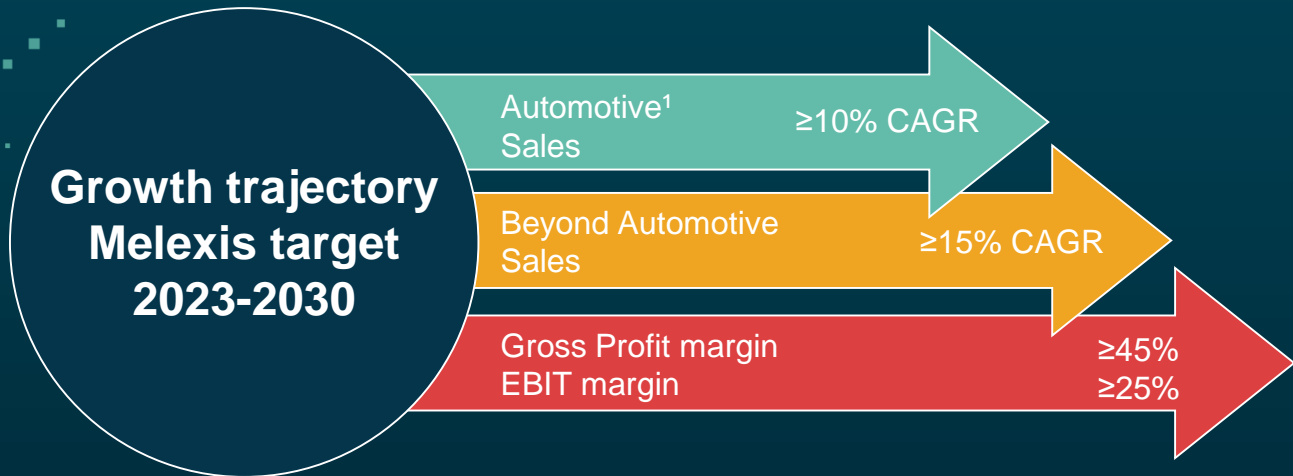 Growth trajectory
Melexis target
2023-2030
Automotive¹
Sales
≥10% CAGR
Beyond Automotive
Sales
≥15% CAGR
Gross Profit margin
EBIT margin
≥45%
≥25%